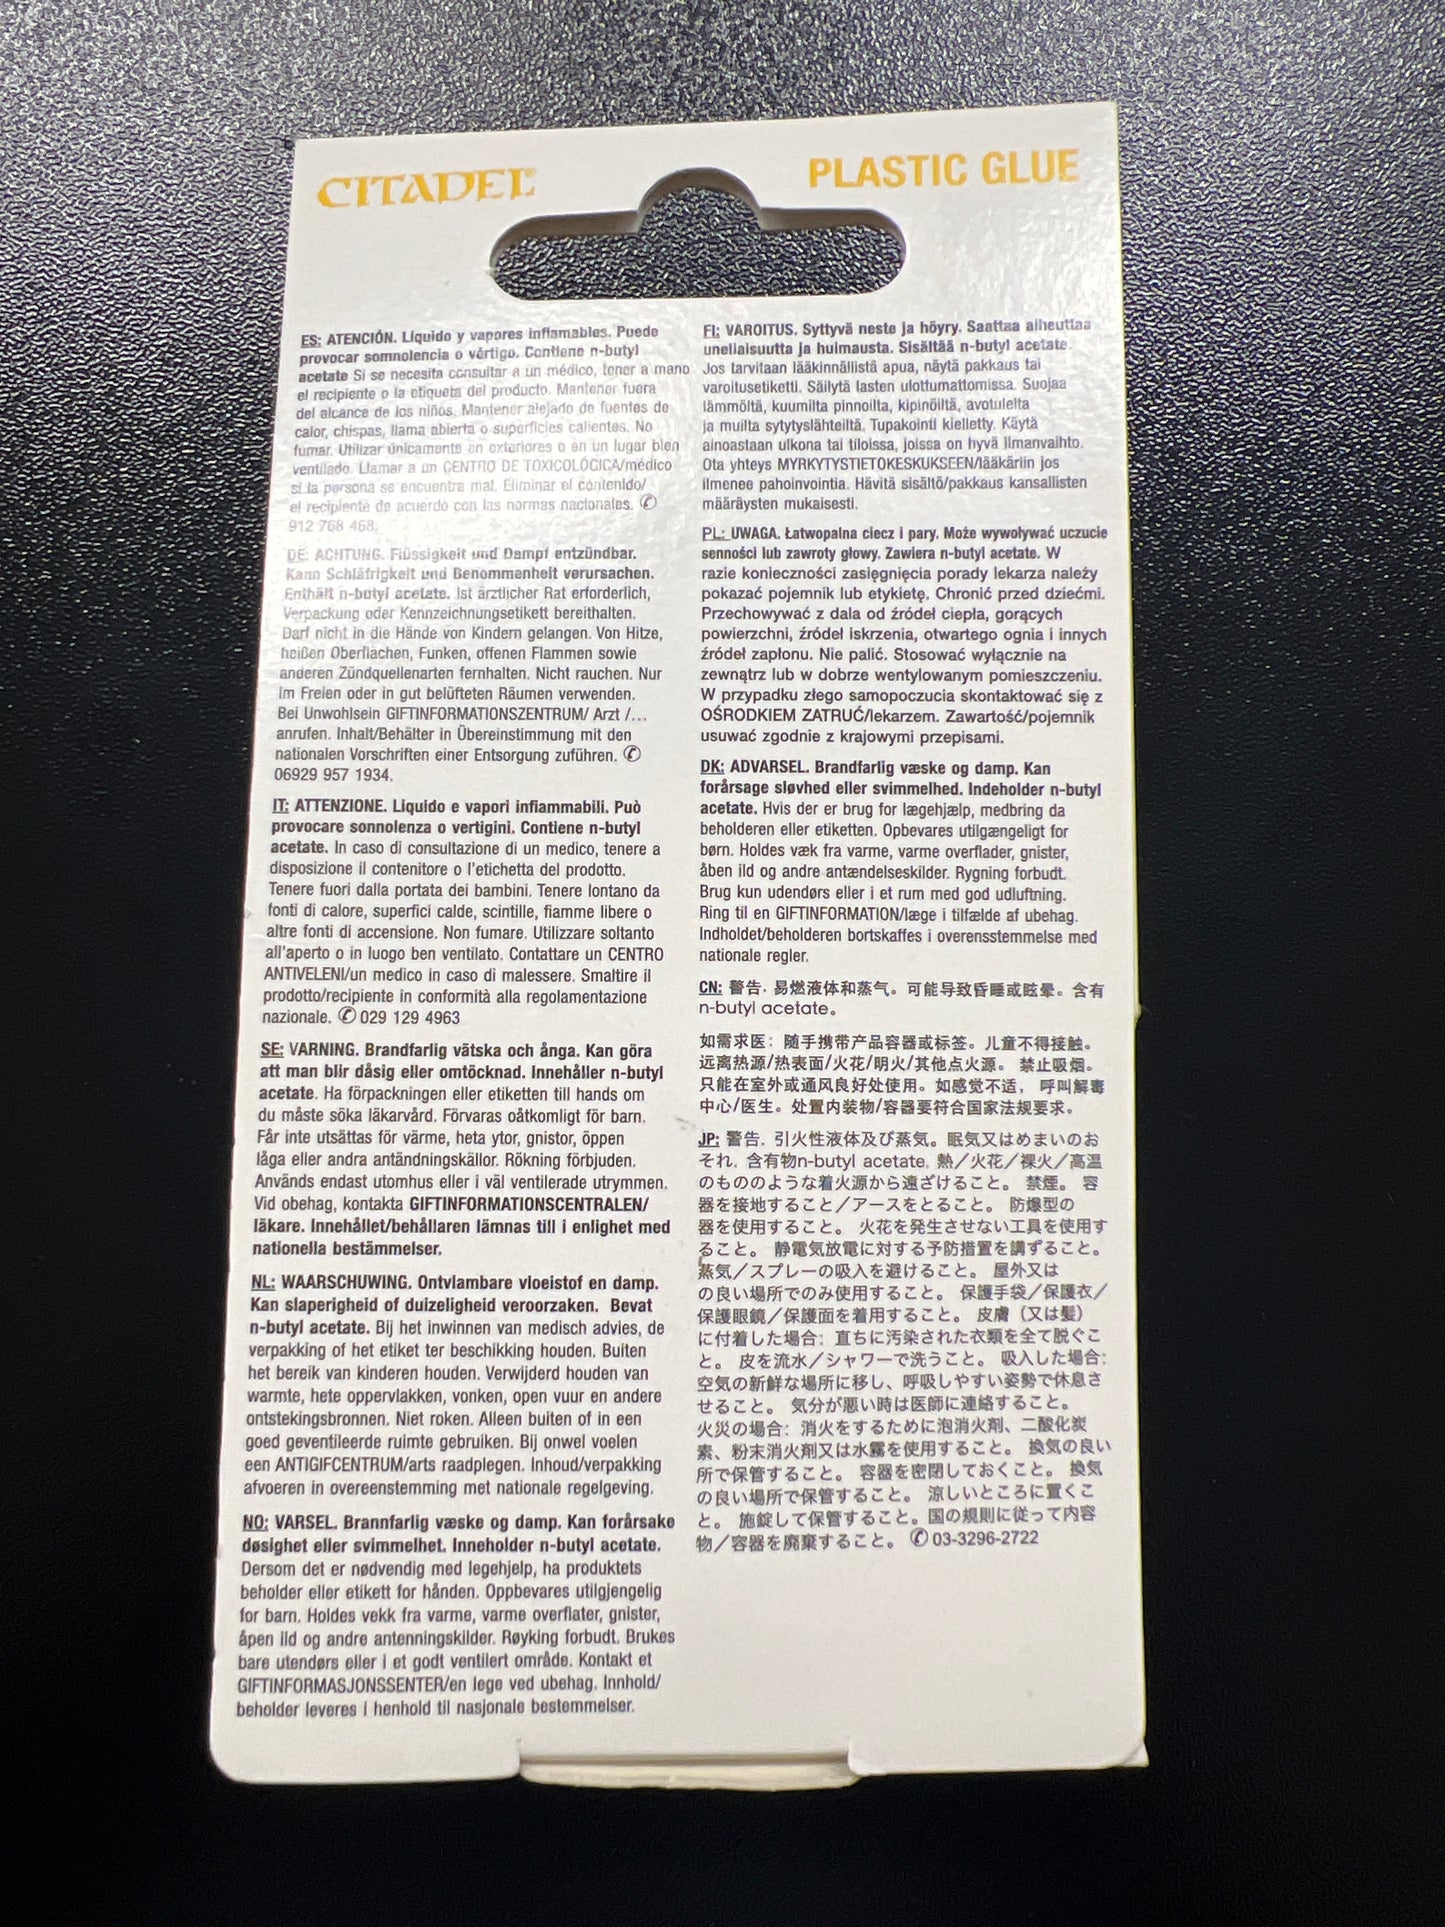 CITADEL®
PLASTIC GLUE
ES: ATENCIÓN. Líquido y vapores inflamables. Puede
provocar somnolencia o vértigo. Contiene n-butyl
acetate Si se necesita consultar a un médico, tener a mano
el recipiente o la etiqueta del producto. Mantener fuera
del alcance de los niños. Mantener alejado de fuentes de
calor, chispas, llama abierta o superficies calientes. No
fumar. Utilizar únicamente en exteriores o en un lugar bien
ventilado. Llamar a un CENTRO DE TOXICOLÓGICA/médico
si la persona se encuentra mal. Eliminar el contenido/
el recipiente de acuerdo con las normas nacionales. ✆
912 768 468.
DE: ACHTUNG. Flüssigkeit und Dampf entzündbar.
Kann Schläfrigkeit und Benommenheit verursachen.
Enthält n-butyl acetate. Ist ärztlicher Rat erforderlich,
Verpackung oder Kennzeichnungsetikett bereithalten.
Darf nicht in die Hände von Kindern gelangen. Von Hitze,
heißen Oberflächen, Funken, offenen Flammen sowie
anderen Zündquellenarten fernhalten. Nicht rauchen. Nur
im Freien oder in gut belüfteten Räumen verwenden.
Bei Unwohlsein GIFTINFORMATIONSZENTRUM/ Arzt /…
anrufen. Inhalt/Behälter in Übereinstimmung mit den
nationalen Vorschriften einer Entsorgung zuführen. ✆
06929 957 1934.
IT: ATTENZIONE. Liquido e vapori infiammabili. Può
provocare sonnolenza o vertigini. Contiene n-butyl
acetate. In caso di consultazione di un medico, tenere a
disposizione il contenitore o l'etichetta del prodotto.
Tenere fuori dalla portata dei bambini. Tenere lontano da
fonti di calore, superfici calde, scintille, fiamme libere o
altre fonti di accensione. Non fumare. Utilizzare soltanto
all'aperto o in luogo ben ventilato. Contattare un CENTRO
ANTIVELENI/un medico in caso di malessere. Smaltire il
prodotto/recipiente in conformità alla regolamentazione
nazionale. ✆ 029 129 4963
SE: VARNING. Brandfarlig vätska och ånga. Kan göra
att man blir dåsig eller omtöcknad. Innehåller n-butyl
acetate. Ha förpackningen eller etiketten till hands om
du måste söka läkarvård. Förvaras oåtkomligt för barn.
Får inte utsättas för värme, heta ytor, gnistor, öppen
låga eller andra antändningskällor. Rökning förbjuden.
Används endast utomhus eller i väl ventilerade utrymmen.
Vid obehag, kontakta GIFTINFORMATIONSCENTRALEN/
läkare. Innehållet/behållaren lämnas till i enlighet med
nationella bestämmelser.
NL: WAARSCHUWING. Ontvlambare vloeistof en damp.
Kan slaperigheid of duizeligheid veroorzaken. Bevat
n-butyl acetate. Bij het inwinnen van medisch advies, de
verpakking of het etiket ter beschikking houden. Buiten
het bereik van kinderen houden. Verwijderd houden van
warmte, hete oppervlakken, vonken, open vuur en andere
ontstekingsbronnen. Niet roken. Alleen buiten of in een
goed geventileerde ruimte gebruiken. Bij onwel voelen
een ANTIGIFCENTRUM/arts raadplegen. Inhoud/verpakking
afvoeren in overeenstemming met nationale regelgeving.
NO: VARSEL. Brannfarlig væske og damp. Kan forårsake
døsighet eller svimmelhet. Inneholder n-butyl acetate.
Dersom det er nødvendig med legehjelp, ha produktets
beholder eller etikett for hånden. Oppbevares utilgjengelig
for barn. Holdes vekk fra varme, varme overflater, gnister,
åpen ild og andre antenningskilder. Røyking forbudt. Brukes
bare utendørs eller i et godt ventilert område. Kontakt et
GIFTINFORMASJONSSENTER/en lege ved ubehag. Innhold/
beholder leveres i henhold til nasjonale bestemmelser.
FI: VAROITUS. Syttyvä neste ja höyry. Saattaa aiheuttaa
uneliaisuutta ja huimausta. Sisältää n-butyl acetate.
Jos tarvitaan lääkinnällistä apua, näytä pakkaus tai
varoitusetiketti. Säilytä lasten ulottumattomissa. Suojaa
lämmöltä, kuumilta pinnoilta, kipinöiltä, avotulelta
ja muilta sytytyslähteiltä. Tupakointi kielletty. Käytä
ainoastaan ulkona tai tiloissa, joissa on hyvä ilmanvaihto.
Ota yhteys MYRKYTYSTIETOKESKUKSEEN/lääkäriin jos
ilmenee pahoinvointia. Hävitä sisältö/pakkaus kansallisten
määräysten mukaisesti.
PL: UWAGA. Łatwopalna ciecz i pary. Może wywoływać uczucie
senności lub zawroty głowy. Zawiera n-butyl acetate. W
razie konieczności zasięgnięcia porady lekarza należy
pokazać pojemnik lub etykietę. Chronić przed dziećmi.
Przechowywać z dala od źródeł ciepła, gorących
powierzchni, źródeł iskrzenia, otwartego ognia i innych
źródeł zapłonu. Nie palić. Stosować wyłącznie na
zewnątrz lub w dobrze wentylowanym pomieszczeniu.
W przypadku złego samopoczucia skontaktować się z
OŚRODKIEM ZATRUĆ/lekarzem. Zawartość/pojemnik
usuwać zgodnie z krajowymi przepisami.
DK: ADVARSEL. Brandfarlig væske og damp. Kan
forårsage sløvhed eller svimmelhed. Indeholder n-butyl
acetate. Hvis der er brug for lægehjælp, medbring da
beholderen eller etiketten. Opbevares utilgængeligt for
børn. Holdes væk fra varme, varme overflader, gnister,
åben ild og andre antændelseskilder. Rygning forbudt.
Brug kun udendørs eller i et rum med god udluftning.
Ring til en GIFTINFORMATION/læge i tilfælde af ubehag.
Indholdet/beholderen bortskaffes i overensstemmelse med
nationale regler.
CN: 警告. 易燃液体和蒸气。可能导致昏睡或眩晕。含有
n-butyl acetate。
如需求医：随手携带产品容器或标签。儿童不得接触。
远离热源/热表面/火花/明火/其他点火源。 禁止吸烟。
只能在室外或通风良好处使用。如感觉不适， 呼叫解毒
中心/医生。处置内装物/容器要符合国家法规要求。
JP: 警告. 引火性液体及び蒸気。眠気又はめまいのお
それ. 含有物n-butyl acetate. 熱／火花／裸火／高温
のもののような着火源から遠ざけること。 禁煙。 容
器を接地すること／アースをとること。 防爆型の
器を使用すること。 火花を発生させない工具を使用す
ること。 静電気放電に対する予防措置を講ずること。
蒸気／スプレーの吸入を避けること。 屋外又は
の良い場所でのみ使用すること。 保護手袋／保護衣／
保護眼鏡／保護面を着用すること。 皮膚（又は髪）
に付着した場合: 直ちに汚染された衣類を全て脱ぐこ
と。 皮を流水／シャワーで洗うこと。 吸入した場合:
空気の新鮮な場所に移し、呼吸しやすい姿勢で休息さ
せること。 気分が悪い時は医師に連絡すること。
火災の場合: 消火をするために泡消火剤、二酸化炭
素、粉末消火剤又は水霧を使用すること。 換気の良い
所で保管すること。 容器を密閉しておくこと。 換気
の良い場所で保管すること。 涼しいところに置くこ
と。 施錠して保管すること。国の規則に従って内容
物／容器を廃棄すること。 ✆ 03-3296-2722